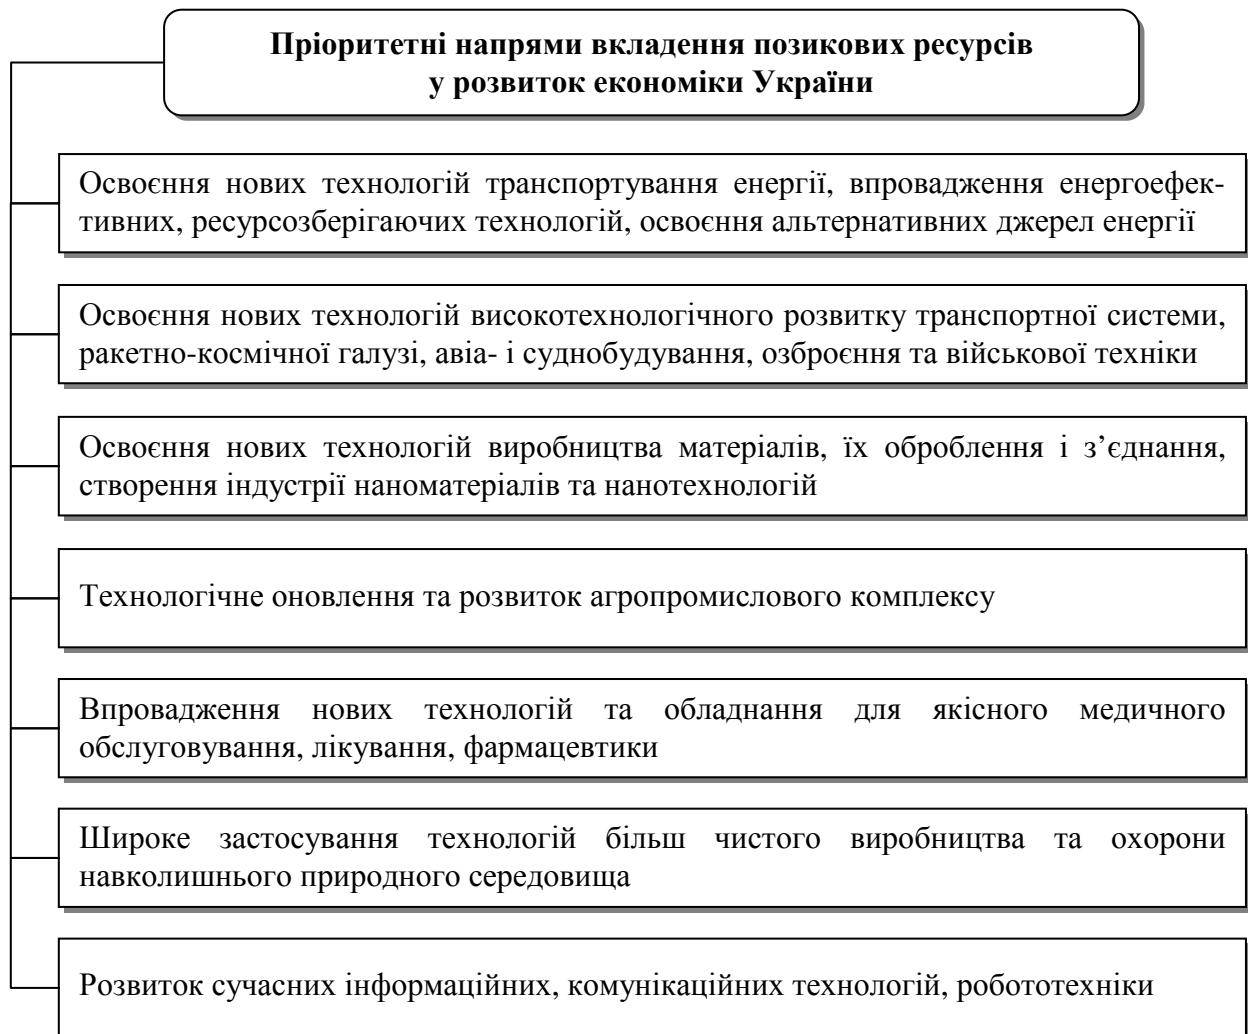 Пріоритетні напрями вкладення позикових ресурсів
у розвиток економіки України
Освоєння нових технологій транспортування енергії, впровадження енергоефек-
тивних, ресурсозберігаючих технологій, освоєння альтернативних джерел енергії
Освоєння нових технологій високотехнологічного розвитку транспортної системи,
ракетно-космічної галузі, авіа- і суднобудування, озброєння та військової техніки
Освоєння нових технологій виробництва матеріалів, їх оброблення і з’єднання,
створення індустрії наноматеріалів та нанотехнологій
Технологічне оновлення та розвиток агропромислового комплексу
Впровадження нових технологій та обладнання для якісного медичного
обслуговування, лікування, фармацевтики
Широке застосування технологій більш чистого виробництва та охорони
навколишнього природного середовища
Розвиток сучасних інформаційних, комунікаційних технологій, робототехніки